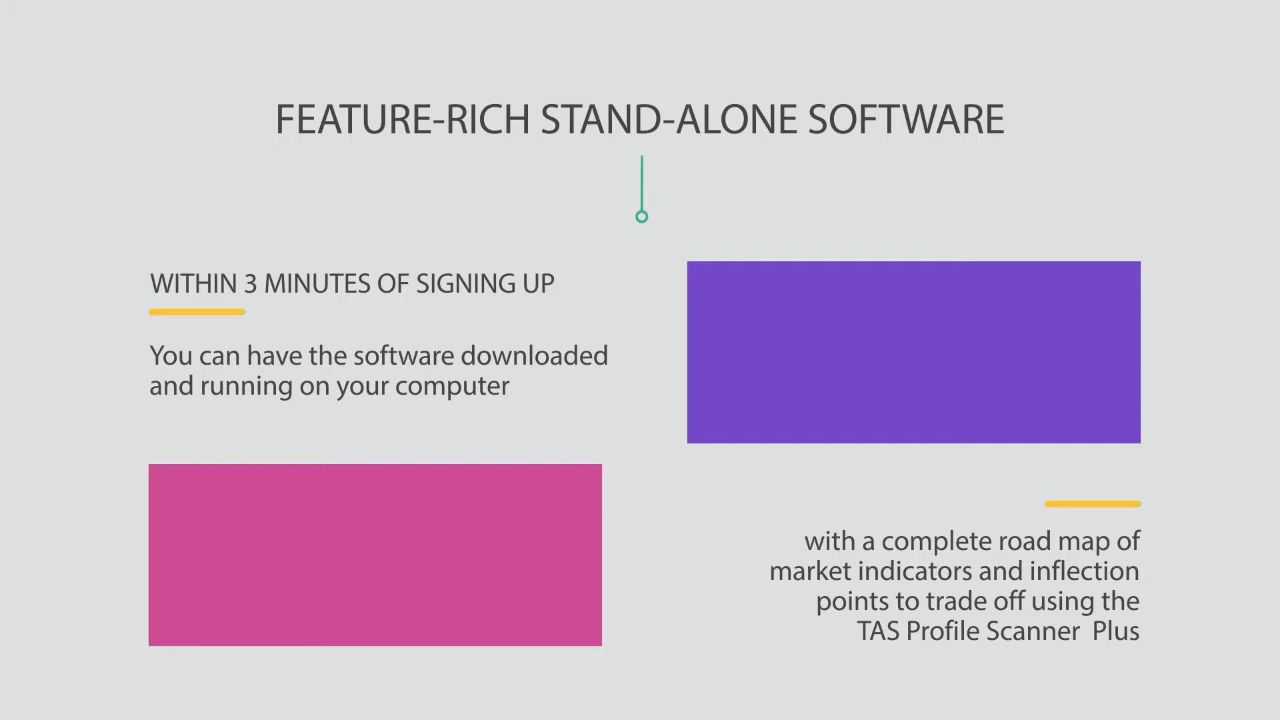 FEATURE-RICH STAND-ALONE SOFTWARE
WITHIN 3 MINUTES OF SIGNING UP
You can have the software downloaded
and running on your computer
with a complete road map of
market indicators and inflection
points to trade off using the
TAS Profile Scanner  Plus